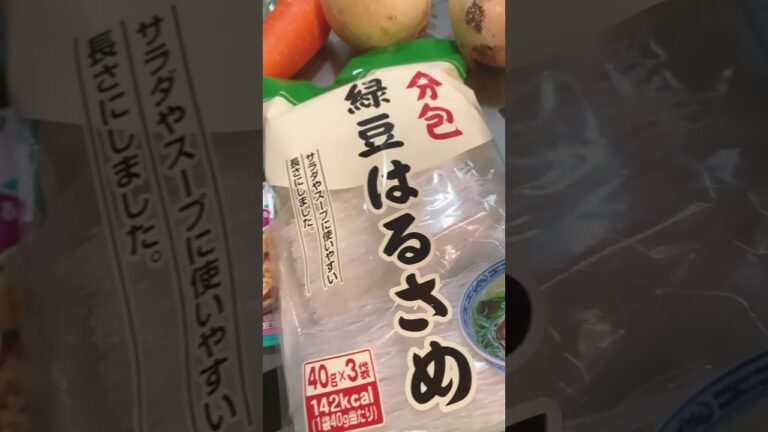 分包
緑豆はるさめ
サラダやスープに使いやすい
長さにしました。
40g×3袋
142kcal
(1袋40g当たり)
サラダやスープに使いやすい
長さにしました。